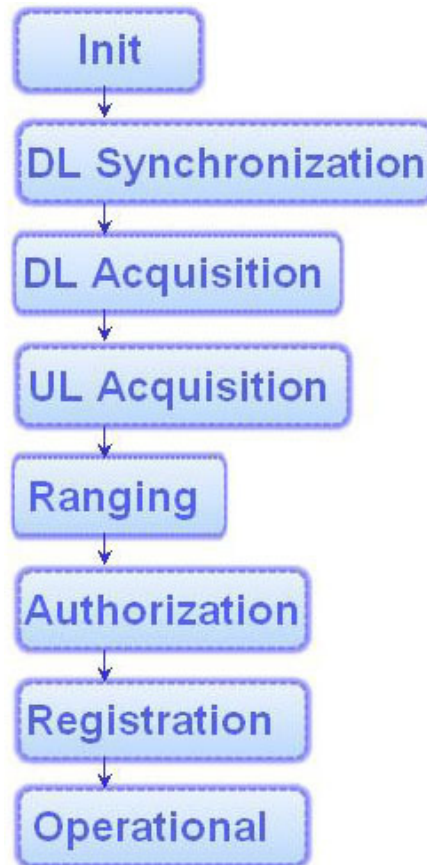 Init
DL Synchronization
DL Acquisition
UL Acquisition
Ranging
Authorization
Registration
Operational